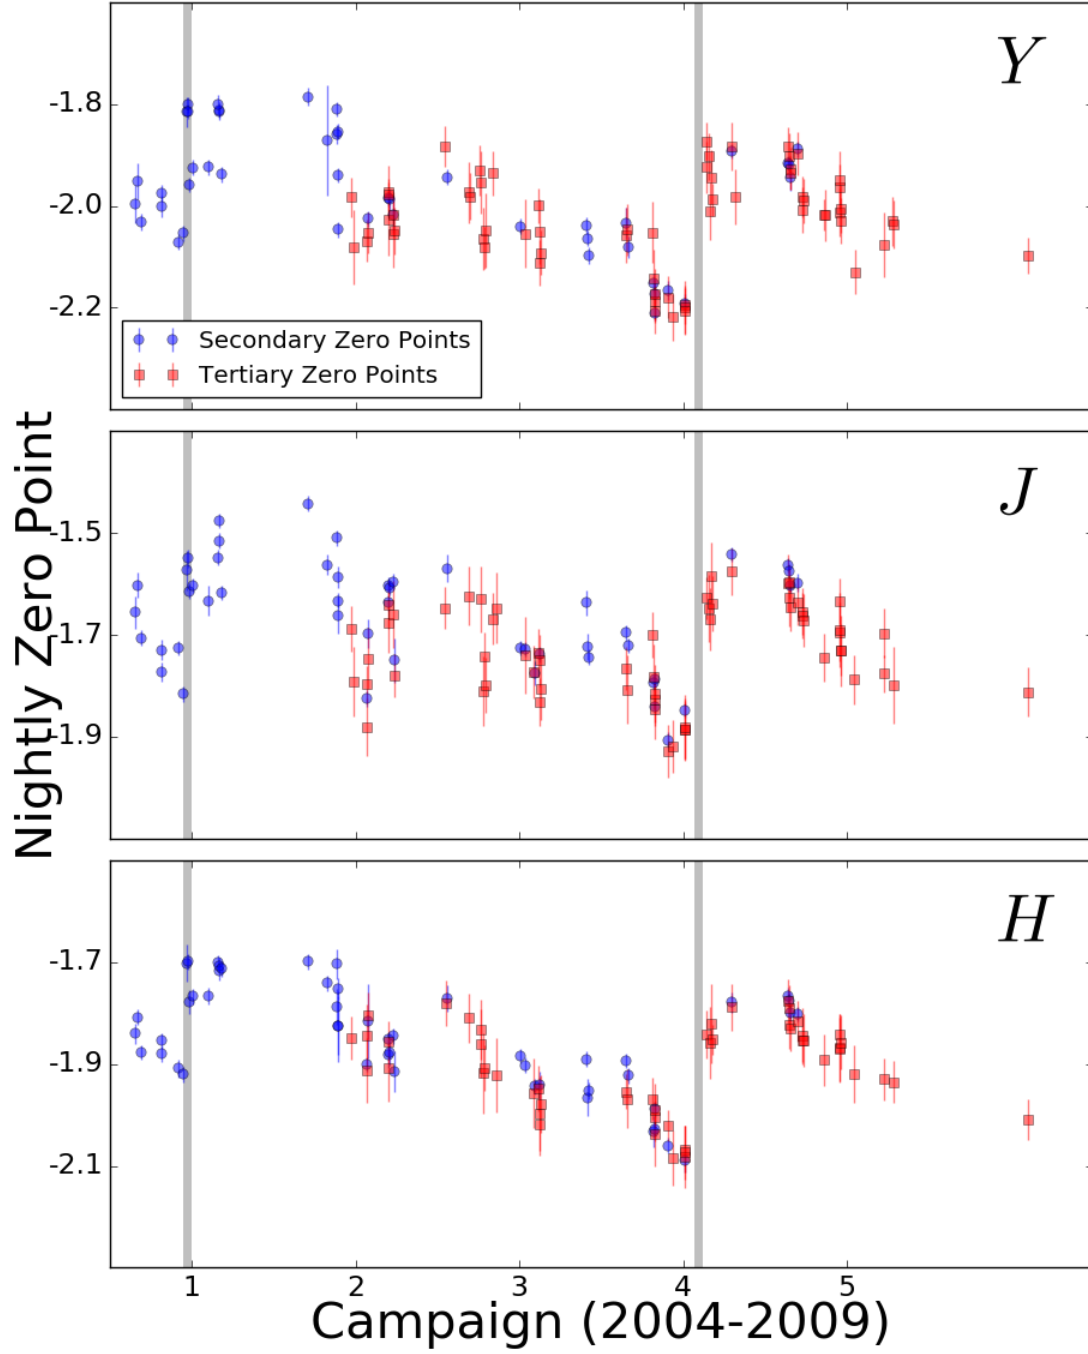 Y
-1.8
-2.0
-2.2
Secondary Zero Points
Tertiary Zero Points
Nightly Zero Point
J
-1.5
-1.7
-1.9
H
-1.7
-1.9
-2.1
1 2 3 4 5
Campaign (2004-2009)